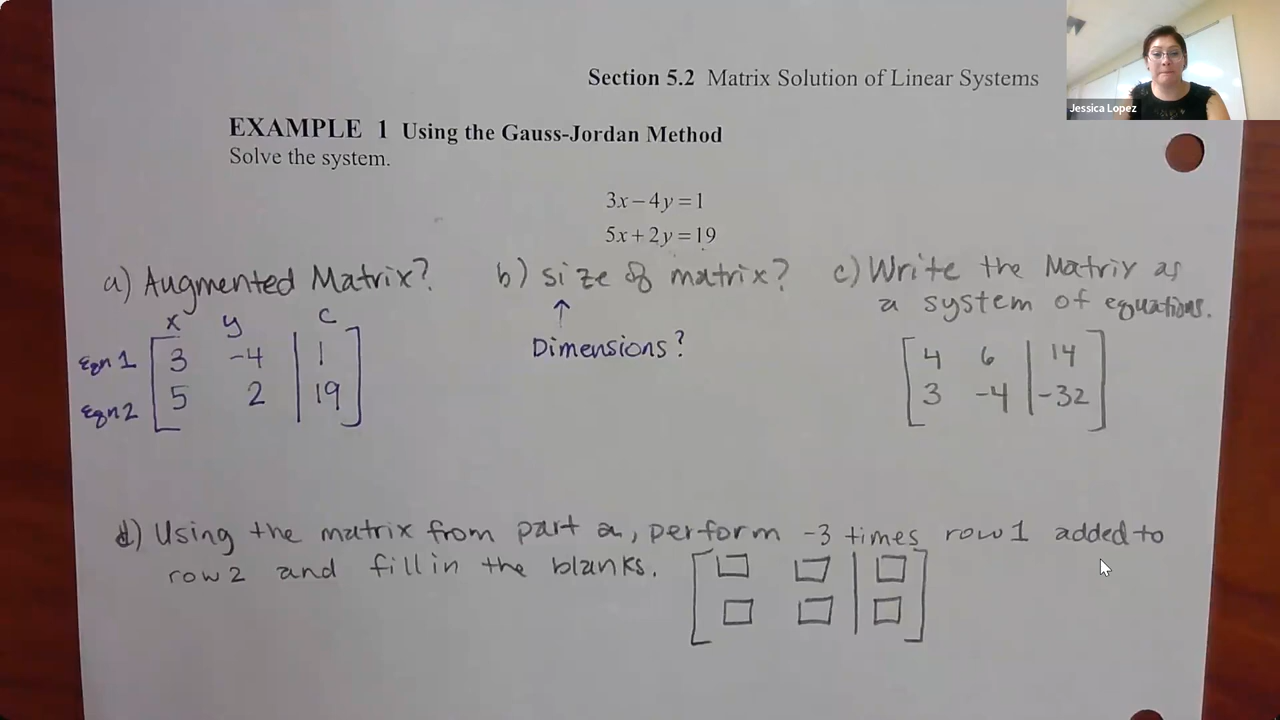 Section 5.2 Matrix Solution of Linear Systems
Jessica Lopez
EXAMPLE 1 Using the Gauss-Jordan Method
Solve the system.
3x − 4y = 1
5x + 2y = 19
a) Augmented Matrix?
x y c
Eqn 1 3 -4 1
Eqn 2 5 2 19
b) size of matrix?
↑
Dimensions?
c) Write the Matrix as
a system of equations.
4 6 14
3 -4 -32
d) Using the matrix from part a, perform -3 times row 1 added to
row 2 and fill in the blanks.